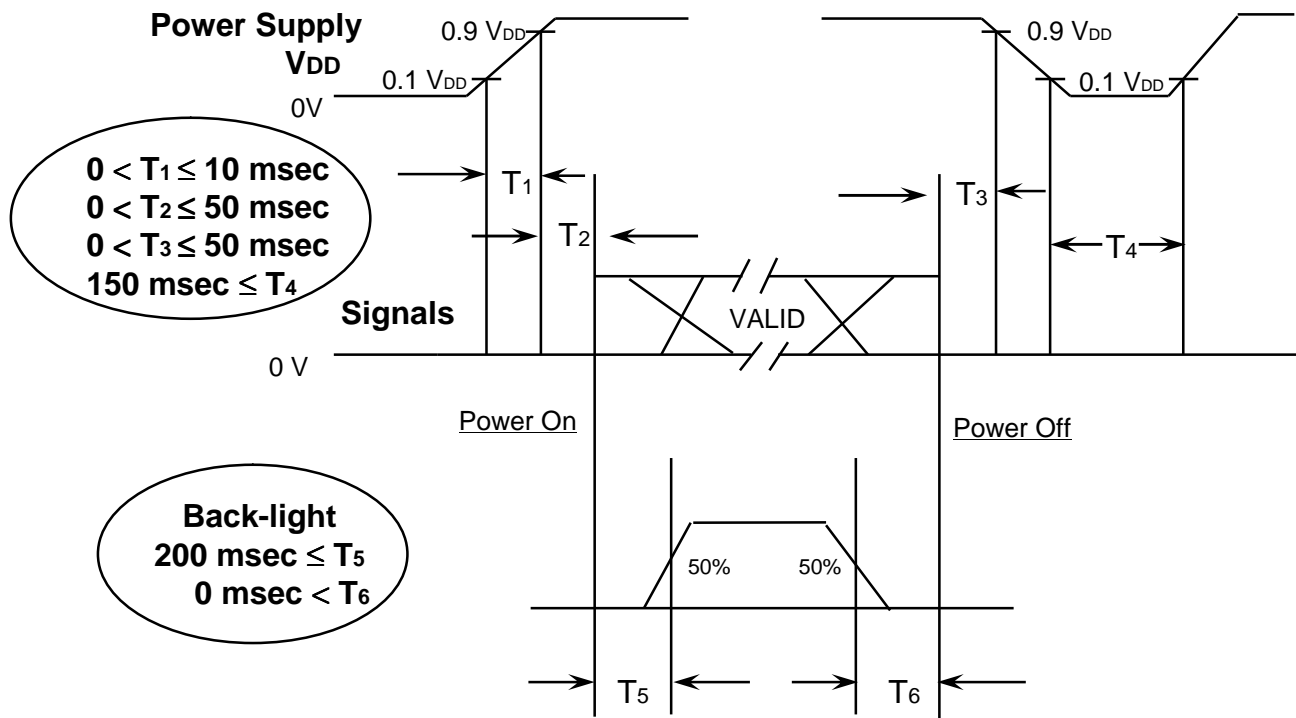 Power Supply
VDD
0.9 VDD
0.9 VDD
0.1 VDD
0.1 VDD
0V
0 < T1 ≤ 10 msec
0 < T2 ≤ 50 msec
0 < T3 ≤ 50 msec
150 msec ≤ T4
T1
T3
T2
T4
Signals
VALID
0 V
Power On
Power Off
Back-light
200 msec ≤ T5
0 msec < T6
50%
50%
T5
T6